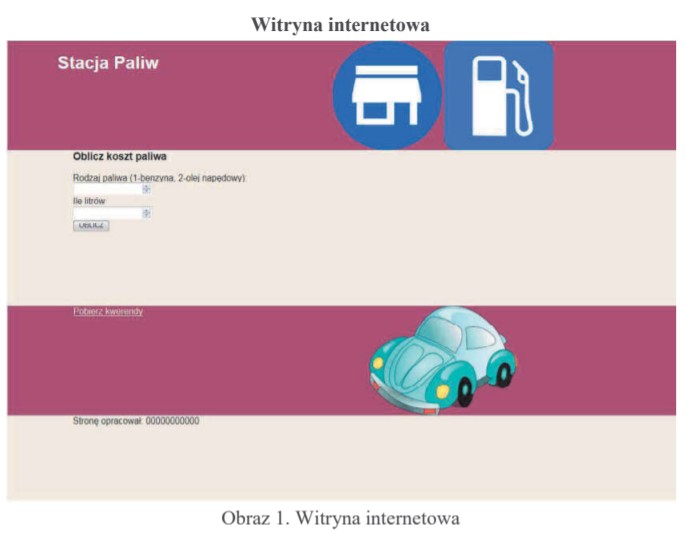 Witryna internetowa
Stacja Paliw
Oblicz koszt paliwa
Rodzaj paliwa (1-benzyna, 2-olej napędowy):
Ile litrów
OBLICZ
Pobierz kwerendy
Stronę opracował: 00000000000
Obraz 1. Witryna internetowa